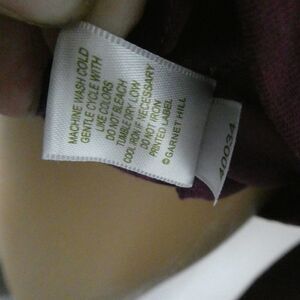 MACHINE WASH COLD
GENTLE CYCLE WITH
LIKE COLORS
DO NOT BLEACH
TUMBLE DRY LOW
COOL IRON IF NECESSARY
DO NOT IRON
PRINTED LABEL
©GARNET HILL
40034